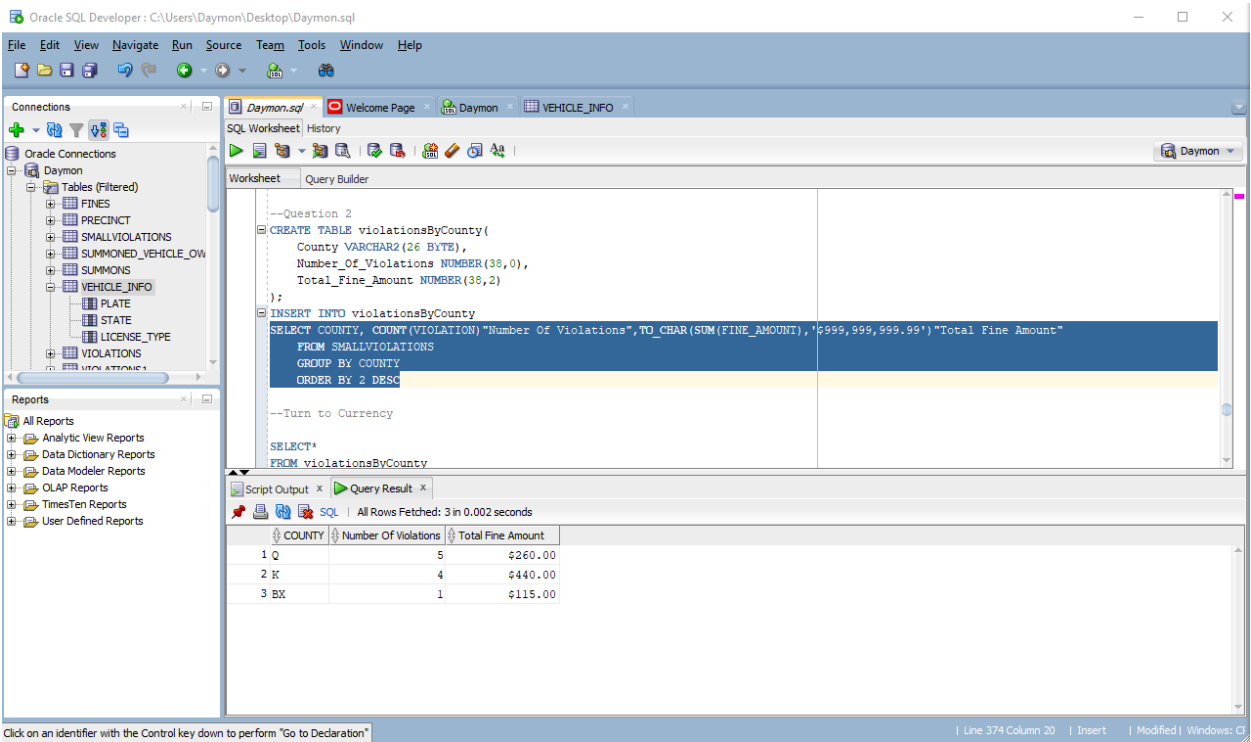 Oracle SQL Developer : C:\Users\Daymon\Desktop\Daymon.sql
File Edit View Navigate Run Source Team Tools Window Help
Connections
Oracle Connections
Daymon
Tables (Filtered)
FINES
PRECINCT
SMALLVIOLATIONS
SUMMONED_VEHICLE_OW
SUMMONS
VEHICLE_INFO
PLATE
STATE
LICENSE_TYPE
VIOLATIONS
VIOLATIONS1
Reports
All Reports
Analytic View Reports
Data Dictionary Reports
Data Modeler Reports
OLAP Reports
TimesTen Reports
User Defined Reports
Daymon.sql Welcome Page Daymon VEHICLE_INFO
SQL Worksheet History
Daymon
Worksheet Query Builder
--Question 2
CREATE TABLE violationsByCounty(
County VARCHAR2(26 BYTE),
Number_Of_Violations NUMBER(38,0),
Total_Fine_Amount NUMBER(38,2)
);
INSERT INTO violationsByCounty
SELECT COUNTY, COUNT(VIOLATION)"Number Of Violations",TO_CHAR(SUM(FINE_AMOUNT),'$999,999,999.99')"Total Fine Amount"
FROM SMALLVIOLATIONS
GROUP BY COUNTY
ORDER BY 2 DESC
--Turn to Currency
SELECT*
FROM violationsByCounty
Script Output Query Result
SQL | All Rows Fetched: 3 in 0.002 seconds
COUNTY Number Of Violations Total Fine Amount
1 Q 5 $260.00
2 K 4 $440.00
3 BX 1 $115.00
Click on an identifier with the Control key down to perform "Go to Declaration"
| Line 374 Column 20 | Insert | Modified | Windows: C